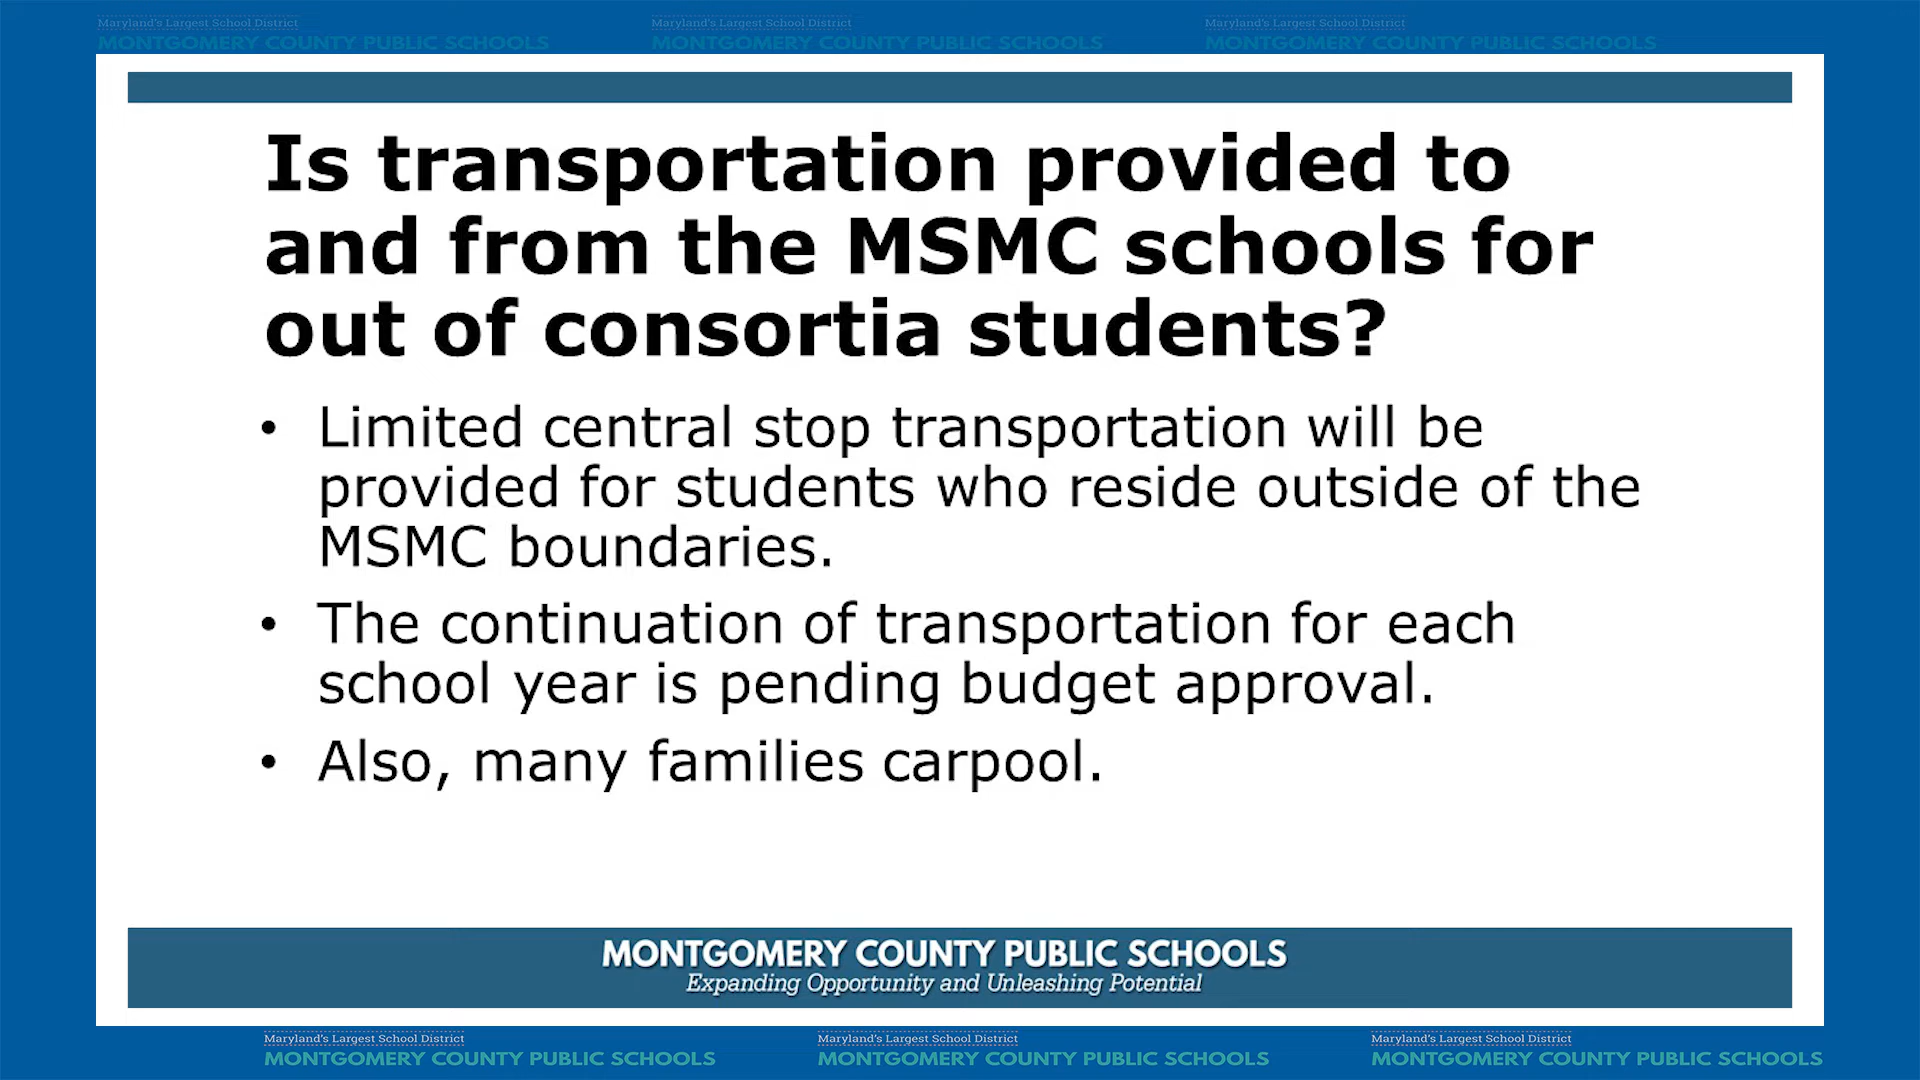 Maryland's Largest School District Maryland's Largest School District Maryland's Largest School District
MONTGOMERY COUNTY PUBLIC SCHOOLS MONTGOMERY COUNTY PUBLIC SCHOOLS MONTGOMERY COUNTY PUBLIC SCHOOLS
Is transportation provided to
and from the MSMC schools for
out of consortia students?
• Limited central stop transportation will be
provided for students who reside outside of the
MSMC boundaries.
• The continuation of transportation for each
school year is pending budget approval.
• Also, many families carpool.
MONTGOMERY COUNTY PUBLIC SCHOOLS
Expanding Opportunity and Unleashing Potential
Maryland's Largest School District Maryland's Largest School District Maryland's Largest School District
MONTGOMERY COUNTY PUBLIC SCHOOLS MONTGOMERY COUNTY PUBLIC SCHOOLS MONTGOMERY COUNTY PUBLIC SCHOOLS